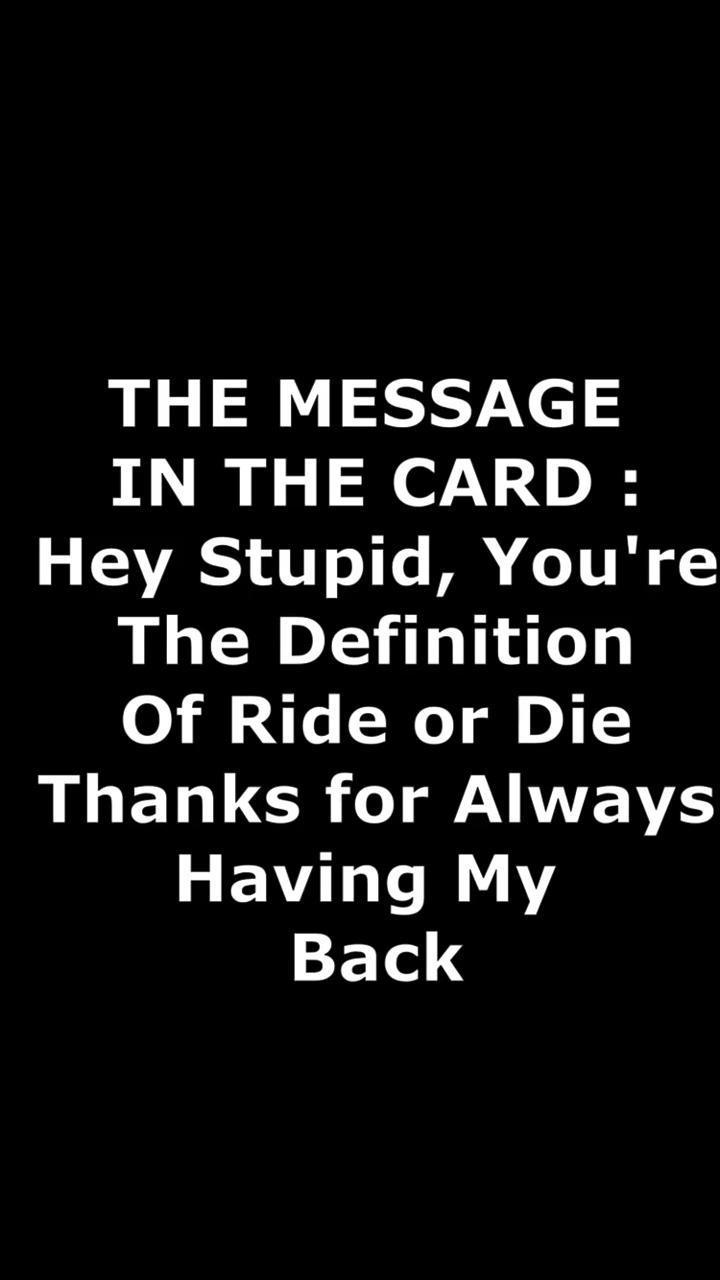 THE MESSAGE
IN THE CARD :
Hey Stupid, You're
The Definition
Of Ride or Die
Thanks for Always
Having My
Back